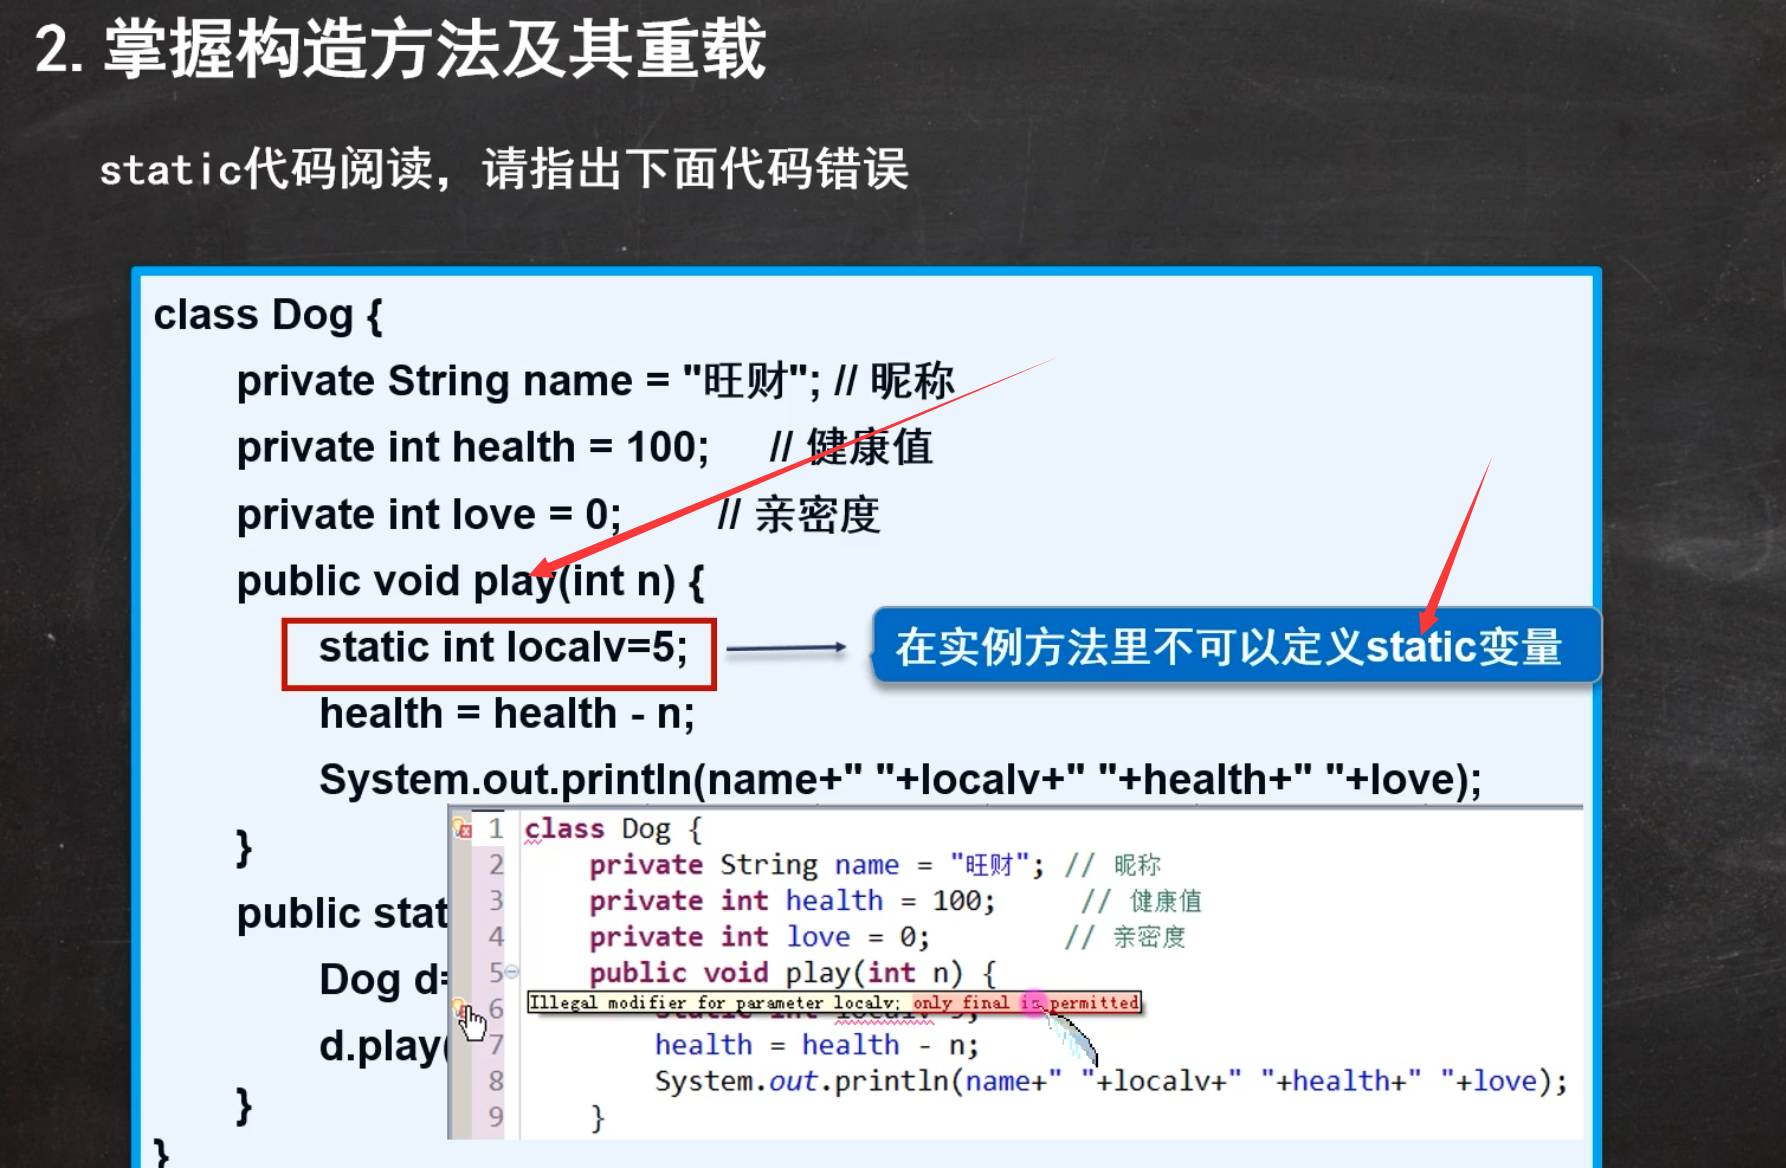 2. 掌握构造方法及其重载
static代码阅读，请指出下面代码错误
class Dog {
private String name = "旺财"; // 昵称
private int health = 100; // 健康值
private int love = 0; // 亲密度
public void play(int n) {
static int localv=5;
在实例方法里不可以定义static变量
health = health - n;
System.out.println(name+" "+localv+" "+health+" "+love);
}
public stat
Dog d=
d.play(
}
}
1 class Dog {
2 private String name = "旺财"; // 昵称
3 private int health = 100; // 健康值
4 private int love = 0; // 亲密度
5 public void play(int n) {
Illegal modifier for parameter localv; only final is permitted
6 static int localv=5;
7 health = health - n;
8 System.out.println(name+" "+localv+" "+health+" "+love);
9 }